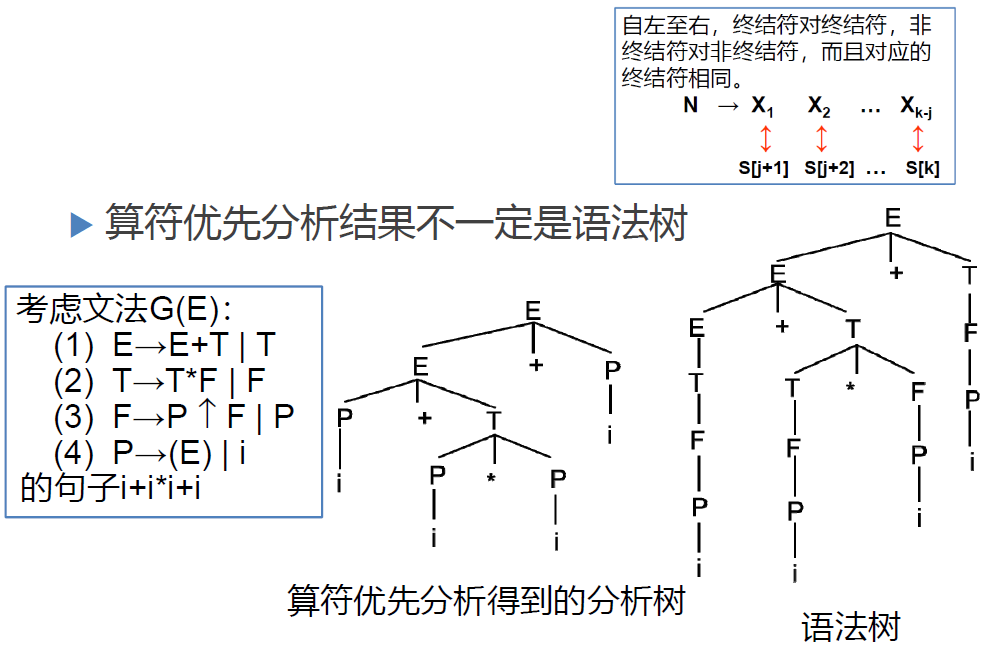 自左至右，终结符对终结符，非
终结符对非终结符，而且对应的
终结符相同。
N → X1 X2 … Xk-j
S[j+1] S[j+2] … S[k]
算符优先分析结果不一定是语法树
考虑文法G(E)：
(1) E→E+T | T
(2) T→T*F | F
(3) F→P↑F | P
(4) P→(E) | i
的句子i+i*i+i
E
E + P
P + T i
i P * P
i i
算符优先分析得到的分析树
E
E + T
E + T F
T T * F P
F F P i
P P i
i i
语法树